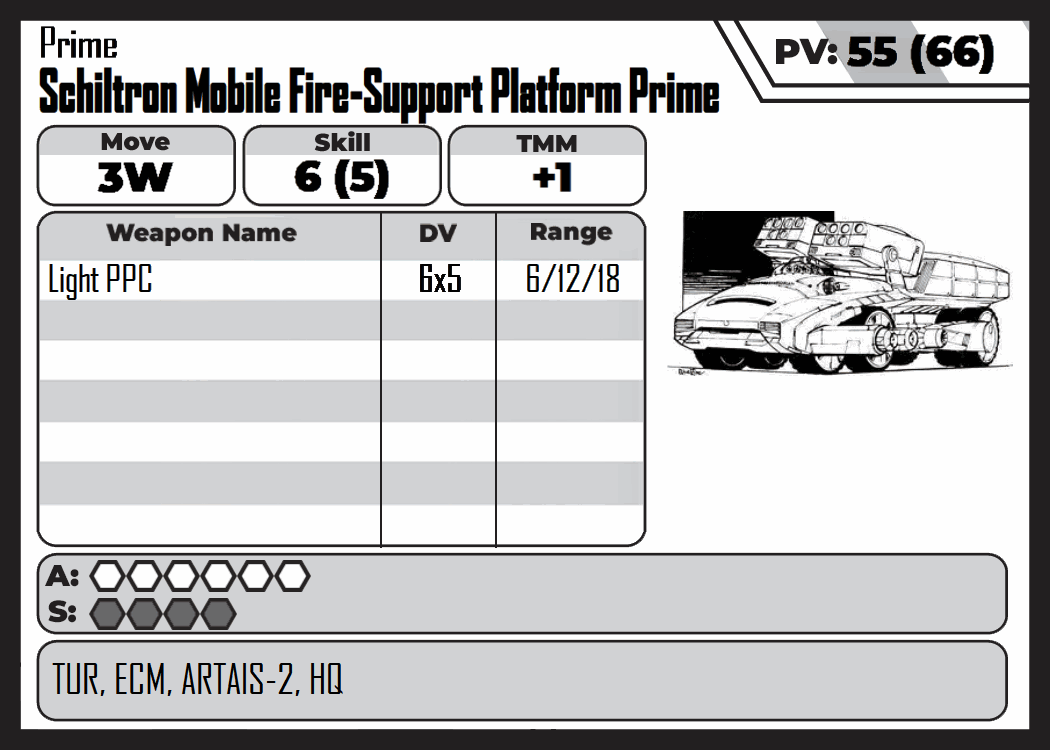 Prime
PV: 55 (66)
Schiltron Mobile Fire-Support Platform Prime
Move Skill TMM
3W 6 (5) +1
Weapon Name DV Range
Light PPC 6x5 6/12/18
A:
S:
TUR, ECM, ARTAIS-2, HQ